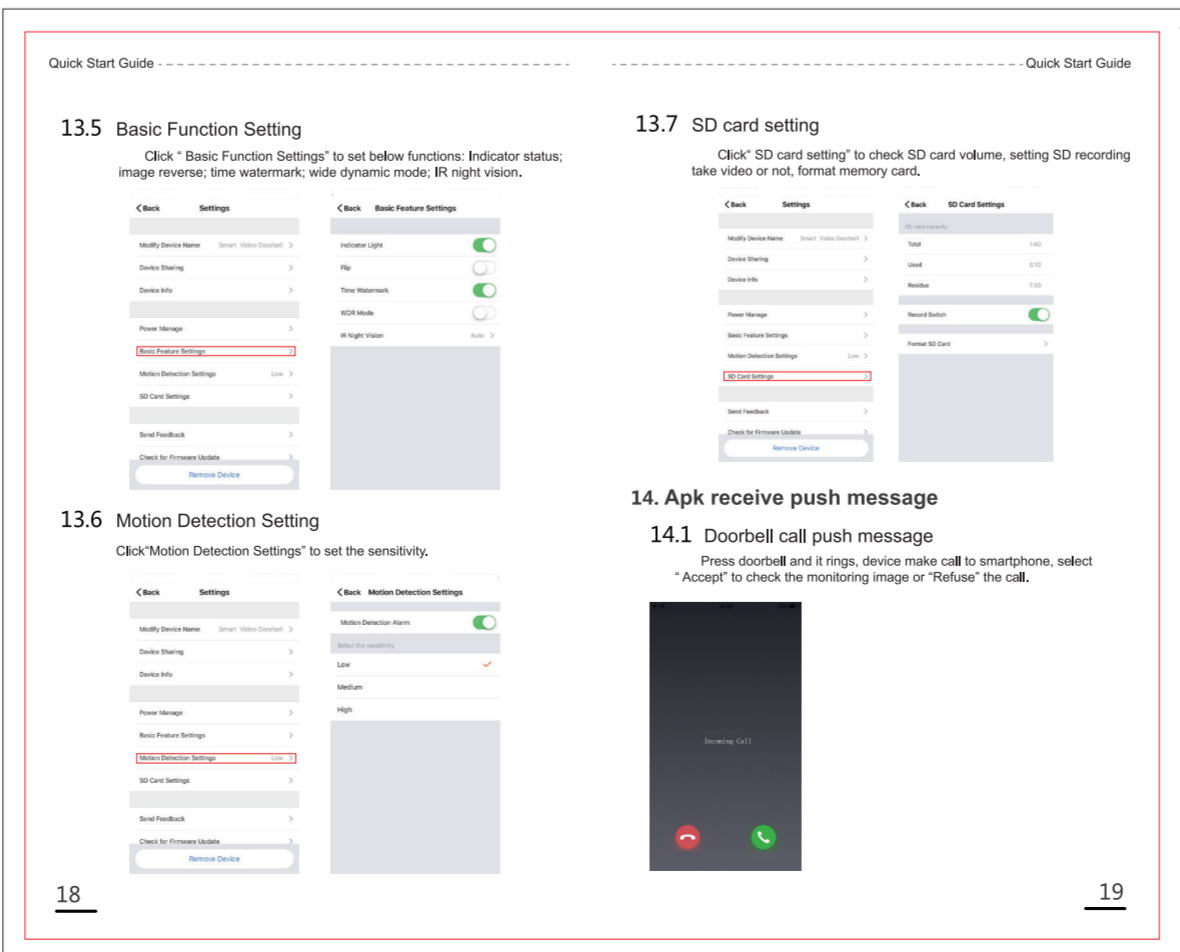 Quick Start Guide
13.5 Basic Function Setting
Click “ Basic Function Settings” to set below functions: Indicator status;
image reverse; time watermark; wide dynamic mode; IR night vision.
Back Settings
Modify Device Name Smart Video Doorbell
Device Sharing
Device Info
Power Manage
Basic Feature Settings
Motion Detection Settings Low
SD Card Settings
Send Feedback
Check for Firmware Update
Remove Device
Back Basic Feature Settings
Indicator Light
Flip
Time Watermark
WDR Mode
IR Night Vision Auto
13.6 Motion Detection Setting
Click“Motion Detection Settings” to set the sensitivity.
Back Settings
Modify Device Name Smart Video Doorbell
Device Sharing
Device Info
Power Manage
Basic Feature Settings
Motion Detection Settings Low
SD Card Settings
Send Feedback
Check for Firmware Update
Remove Device
Back Motion Detection Settings
Motion Detection Alarm
Select the sensitivity
Low
Medium
High
18
Quick Start Guide
13.7 SD card setting
Click“ SD card setting” to check SD card volume, setting SD recording
take video or not, format memory card.
Back Settings
Modify Device Name Smart Video Doorbell
Device Sharing
Device Info
Power Manage
Basic Feature Settings
Motion Detection Settings Low
SD Card Settings
Send Feedback
Check for Firmware Update
Remove Device
Back SD Card Settings
SD card capacity
Total 7.4G
Used 0.1G
Residue 7.3G
Record Switch
Format SD Card
14. Apk receive push message
14.1 Doorbell call push message
Press doorbell and it rings, device make call to smartphone, select
“ Accept” to check the monitoring image or “Refuse” the call.
Incoming Call
19